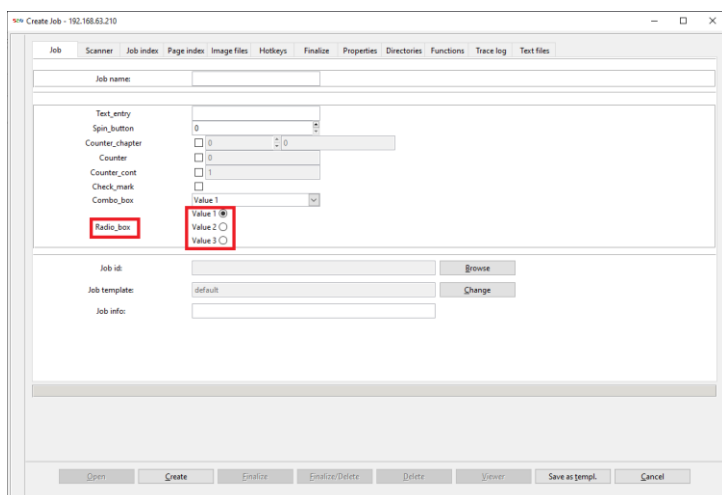 Create Job - 192.168.63.210
Job Scanner Job index Page index Image files Hotkeys Finalize Properties Directories Functions Trace log Text files
Job name:
Text_entry
Spin_button 0
Counter_chapter 0 0
Counter 0
Counter_cont 1
Check_mark
Combo_box Value 1
Value 1
Radio_box Value 2
Value 3
Job id: Browse
Job template: default Change
Job info:
Open Create Finalize Finalize/Delete Delete Viewer Save as templ. Cancel